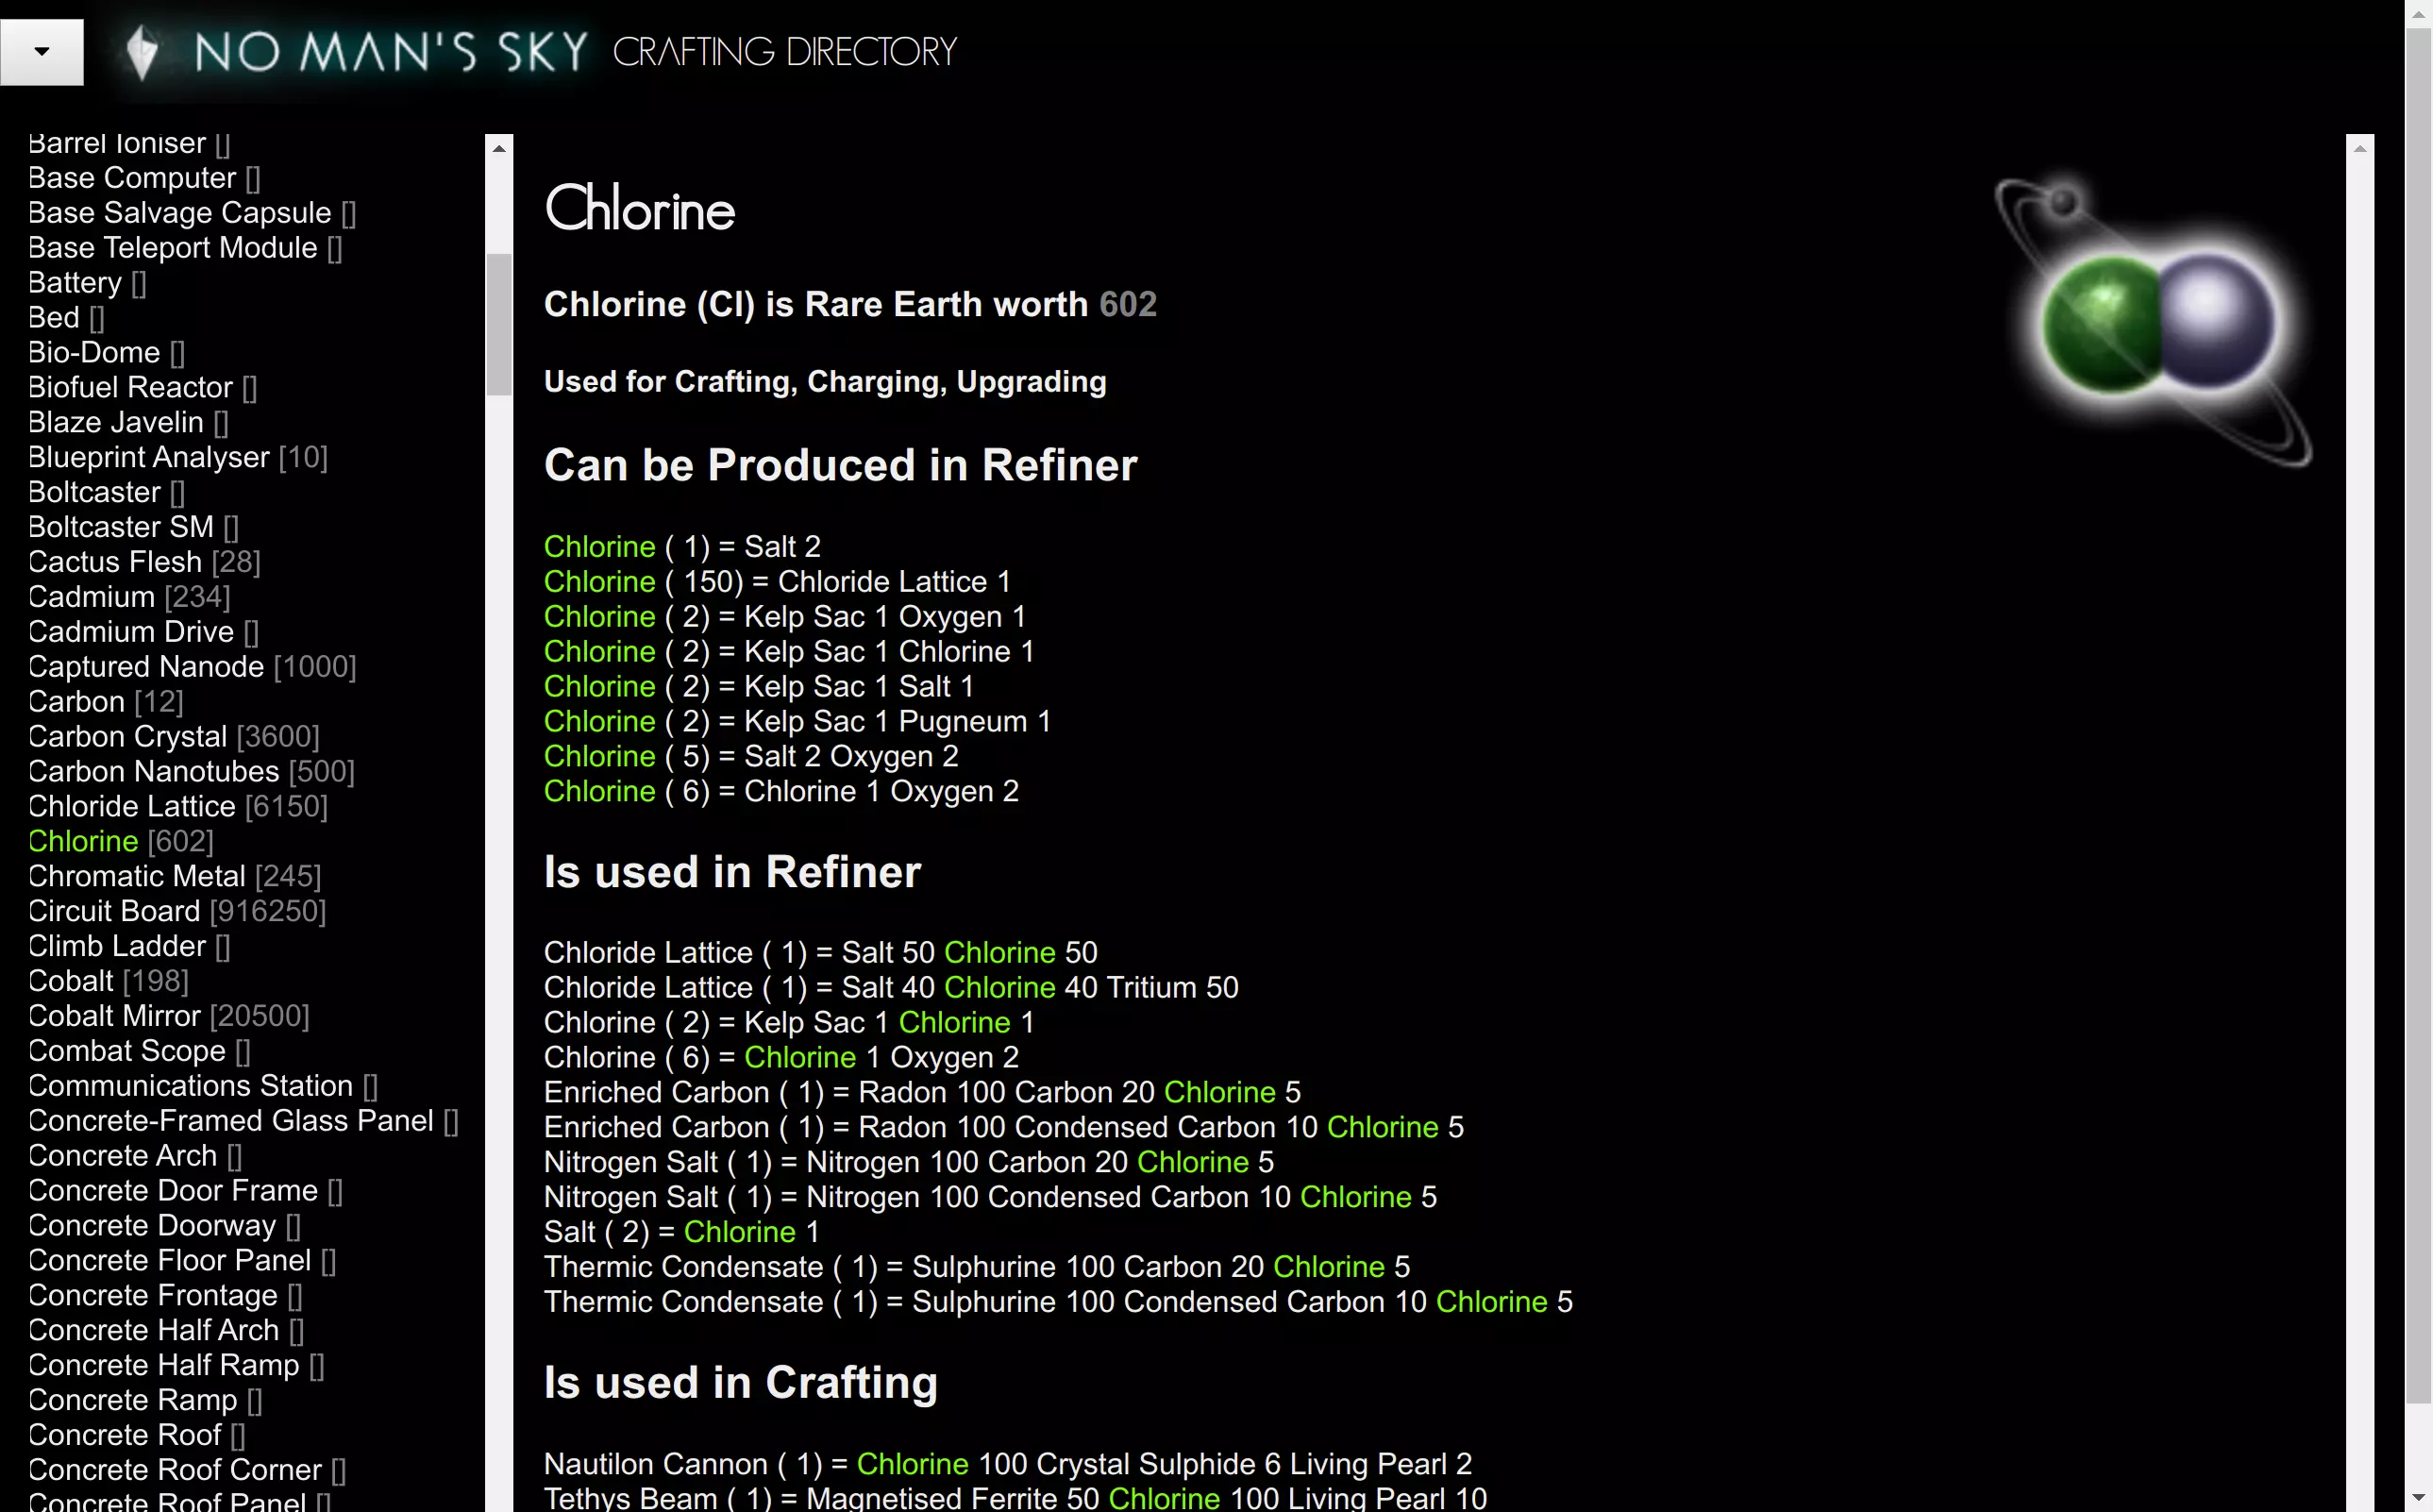 NO MAN'S SKY CRAFTING DIRECTORY
Barrel Ioniser []
Base Computer []
Base Salvage Capsule []
Base Teleport Module []
Battery []
Bed []
Bio-Dome []
Biofuel Reactor []
Blaze Javelin []
Blueprint Analyser [10]
Boltcaster []
Boltcaster SM []
Cactus Flesh [28]
Cadmium [234]
Cadmium Drive []
Captured Nanode [1000]
Carbon [12]
Carbon Crystal [3600]
Carbon Nanotubes [500]
Chloride Lattice [6150]
Chlorine [602]
Chromatic Metal [245]
Circuit Board [916250]
Climb Ladder []
Cobalt [198]
Cobalt Mirror [20500]
Combat Scope []
Communications Station []
Concrete-Framed Glass Panel []
Concrete Arch []
Concrete Door Frame []
Concrete Doorway []
Concrete Floor Panel []
Concrete Frontage []
Concrete Half Arch []
Concrete Half Ramp []
Concrete Ramp []
Concrete Roof []
Concrete Roof Corner []
Concrete Roof Panel []
Chlorine
Chlorine (Cl) is Rare Earth worth 602
Used for Crafting, Charging, Upgrading
Can be Produced in Refiner
Chlorine ( 1) = Salt 2
Chlorine ( 150) = Chloride Lattice 1
Chlorine ( 2) = Kelp Sac 1 Oxygen 1
Chlorine ( 2) = Kelp Sac 1 Chlorine 1
Chlorine ( 2) = Kelp Sac 1 Salt 1
Chlorine ( 2) = Kelp Sac 1 Pugneum 1
Chlorine ( 5) = Salt 2 Oxygen 2
Chlorine ( 6) = Chlorine 1 Oxygen 2
Is used in Refiner
Chloride Lattice ( 1) = Salt 50 Chlorine 50
Chloride Lattice ( 1) = Salt 40 Chlorine 40 Tritium 50
Chlorine ( 2) = Kelp Sac 1 Chlorine 1
Chlorine ( 6) = Chlorine 1 Oxygen 2
Enriched Carbon ( 1) = Radon 100 Carbon 20 Chlorine 5
Enriched Carbon ( 1) = Radon 100 Condensed Carbon 10 Chlorine 5
Nitrogen Salt ( 1) = Nitrogen 100 Carbon 20 Chlorine 5
Nitrogen Salt ( 1) = Nitrogen 100 Condensed Carbon 10 Chlorine 5
Salt ( 2) = Chlorine 1
Thermic Condensate ( 1) = Sulphurine 100 Carbon 20 Chlorine 5
Thermic Condensate ( 1) = Sulphurine 100 Condensed Carbon 10 Chlorine 5
Is used in Crafting
Nautilon Cannon ( 1) = Chlorine 100 Crystal Sulphide 6 Living Pearl 2
Tethys Beam ( 1) = Magnetised Ferrite 50 Chlorine 100 Living Pearl 10